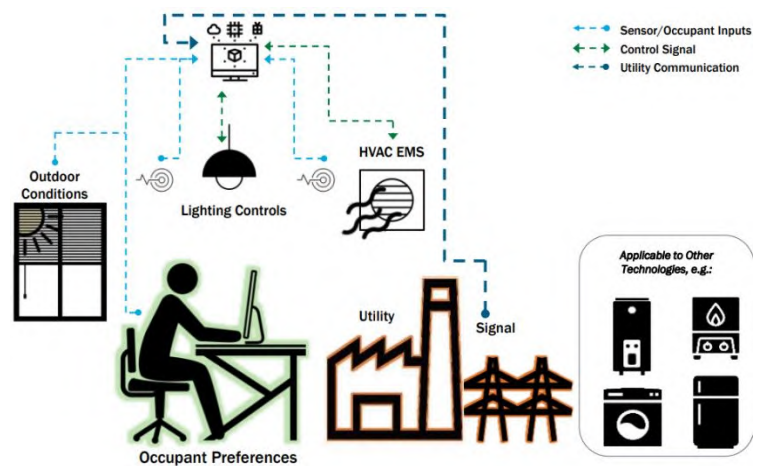 Sensor/Occupant Inputs
Control Signal
Utility Communication
HVAC EMS
Outdoor
Conditions
Lighting Controls
Applicable to Other
Technologies, e.g.:
Utility
Signal
Occupant Preferences